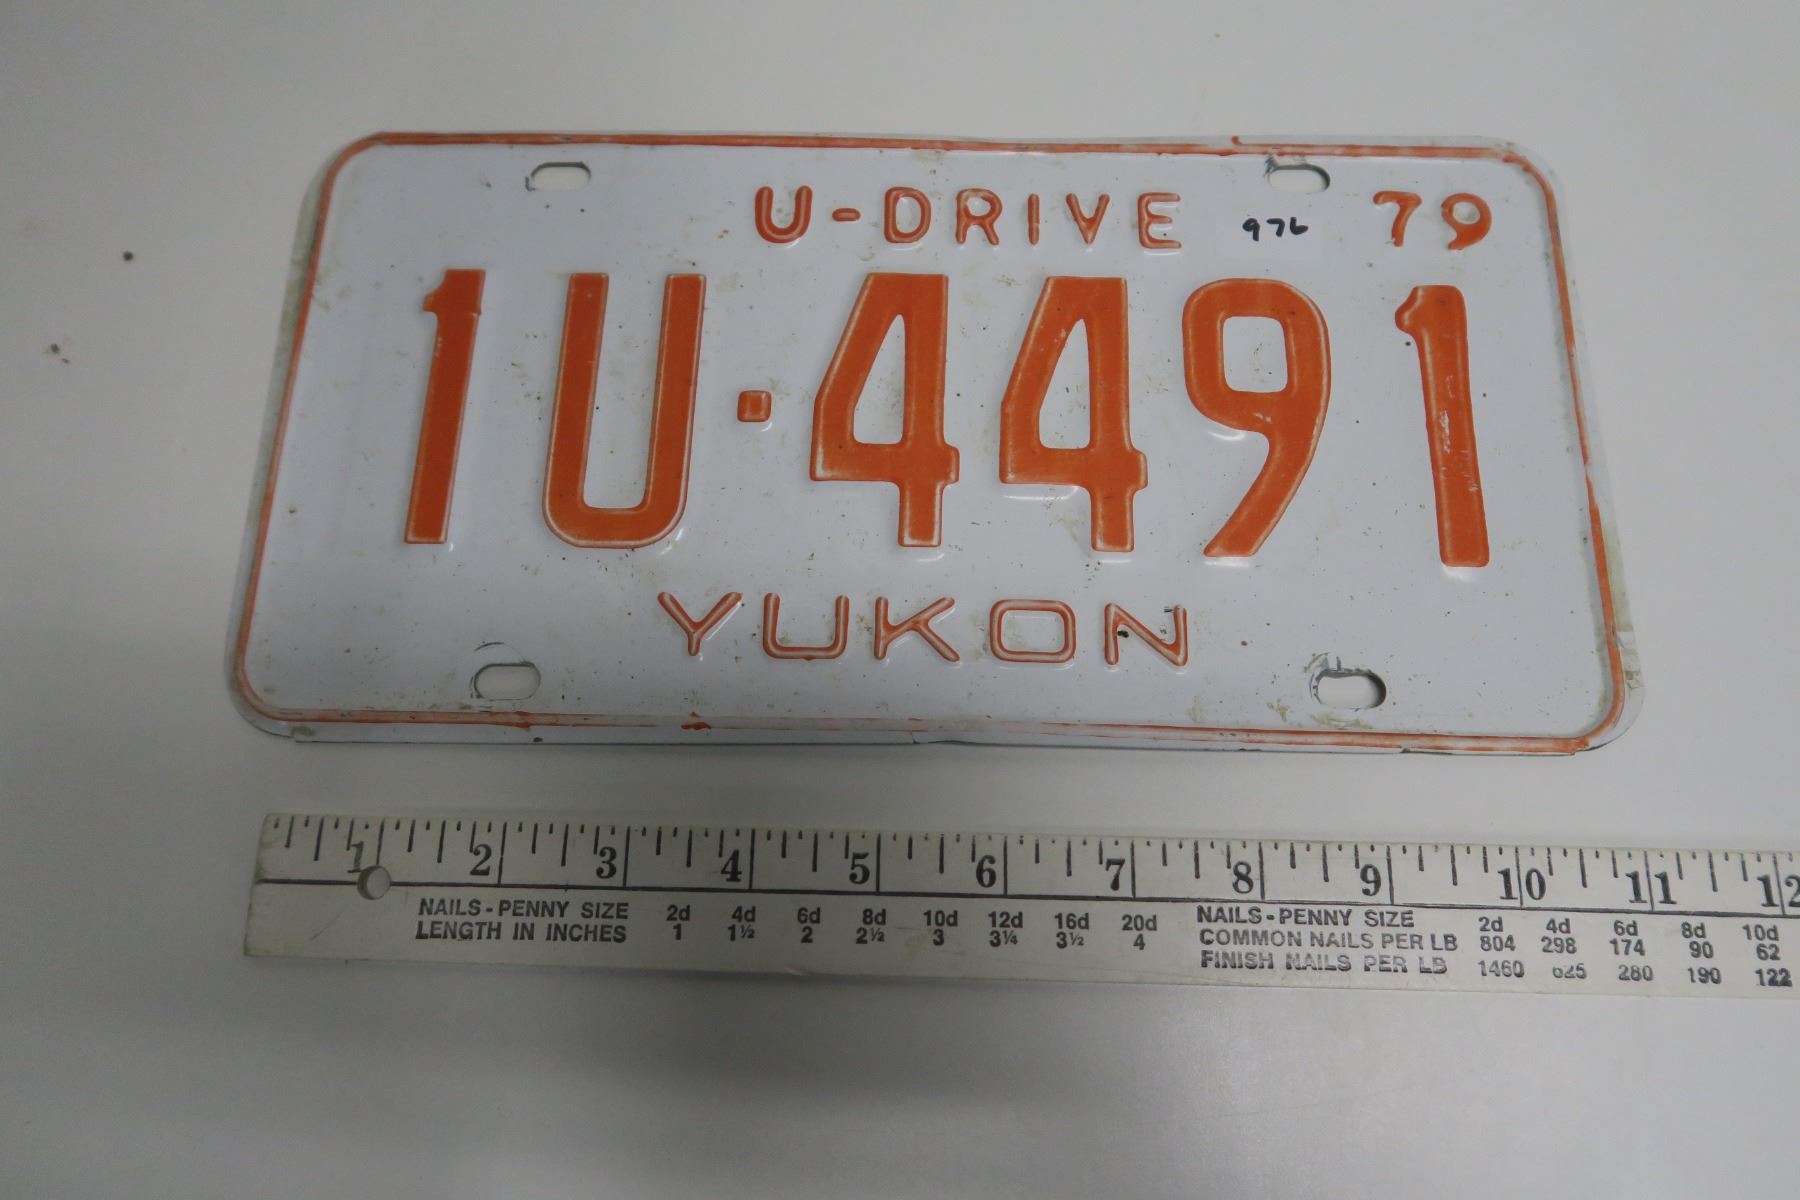 U-DRIVE 976 79
1U·4491
YUKON
1 2 3 4 5 6 7 8 9 10 11 12
NAILS-PENNY SIZE 2d 4d 6d 8d 10d 12d 16d 20d
LENGTH IN INCHES 1 1½ 2 2½ 3 3¼ 3½ 4
NAILS-PENNY SIZE 2d 4d 6d 8d 10d
COMMON NAILS PER LB 804 298 174 90 62
FINISH NAILS PER LB 1460 625 280 190 122